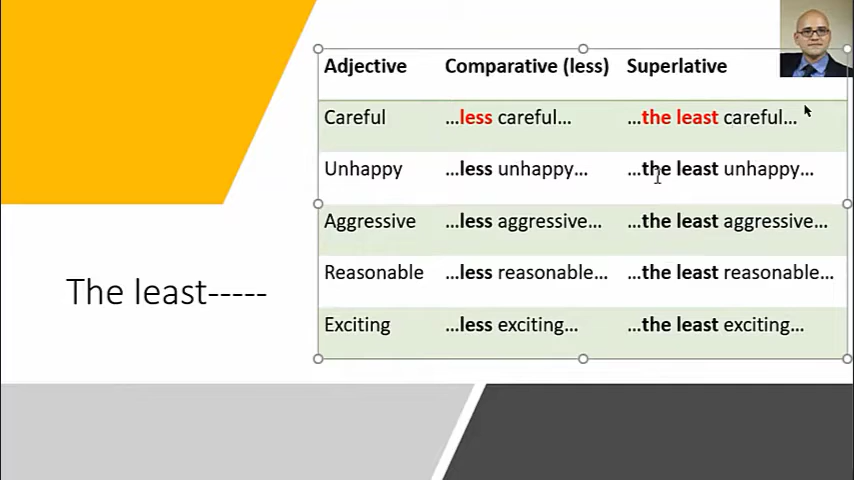 Adjective Comparative (less) Superlative
Careful ...less careful... ...the least careful...
Unhappy ...less unhappy... ...the least unhappy...
Aggressive ...less aggressive... ...the least aggressive...
Reasonable ...less reasonable... ...the least reasonable...
Exciting ...less exciting... ...the least exciting...
The least-----